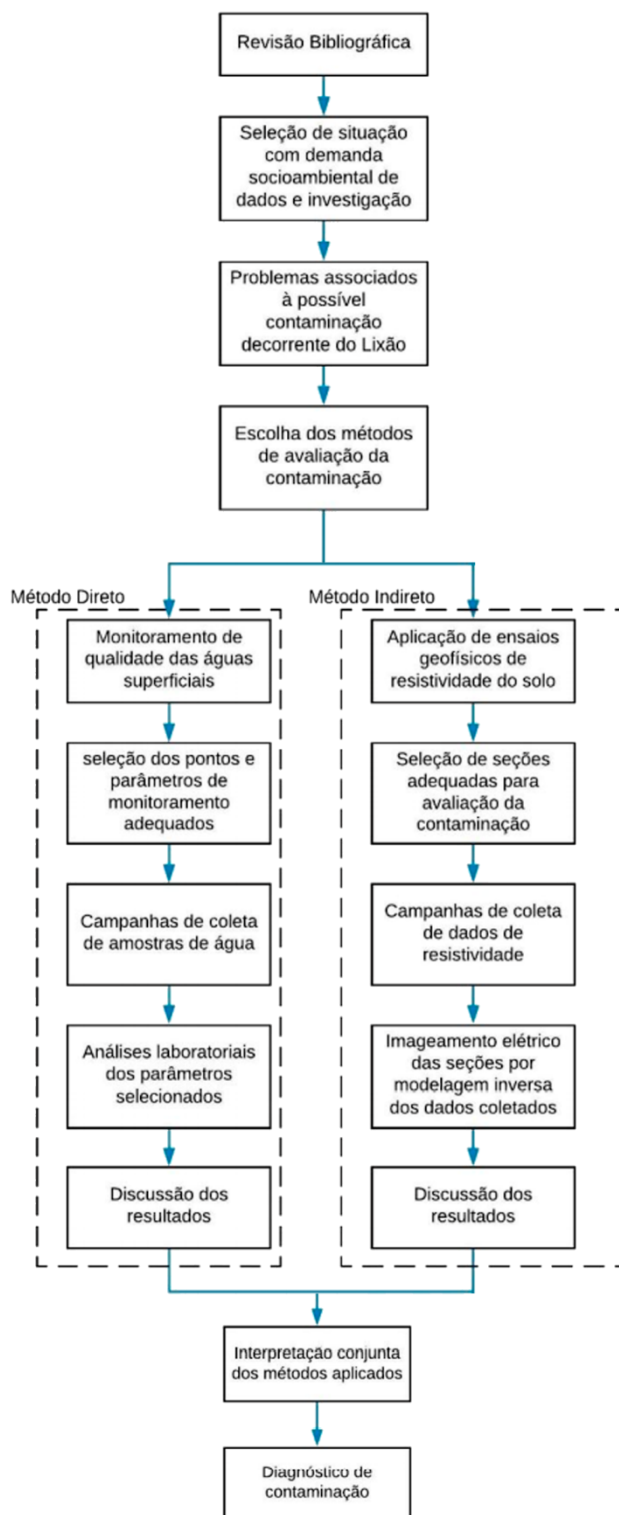 Revisão Bibliográfica
Seleção de situação
com demanda
socioambiental de
dados e investigação
Problemas associados
à possível
contaminação
decorrente do Lixão
Escolha dos métodos
de avaliação da
contaminação
Método Direto
Monitoramento de
qualidade das águas
superficiais
seleção dos pontos e
parâmetros de
monitoramento
adequados
Campanhas de coleta
de amostras de água
Análises laboratoriais
dos parâmetros
selecionados
Discussão dos
resultados
Método Indireto
Aplicação de ensaios
geofísicos de
resistividade do solo
Seleção de seções
adequadas para
avaliação da
contaminação
Campanhas de coleta
de dados de
resistividade
Imageamento elétrico
das seções por
modelagem inversa
dos dados coletados
Discussão dos
resultados
Interpretação conjunta
dos métodos aplicados
Diagnóstico de
contaminação